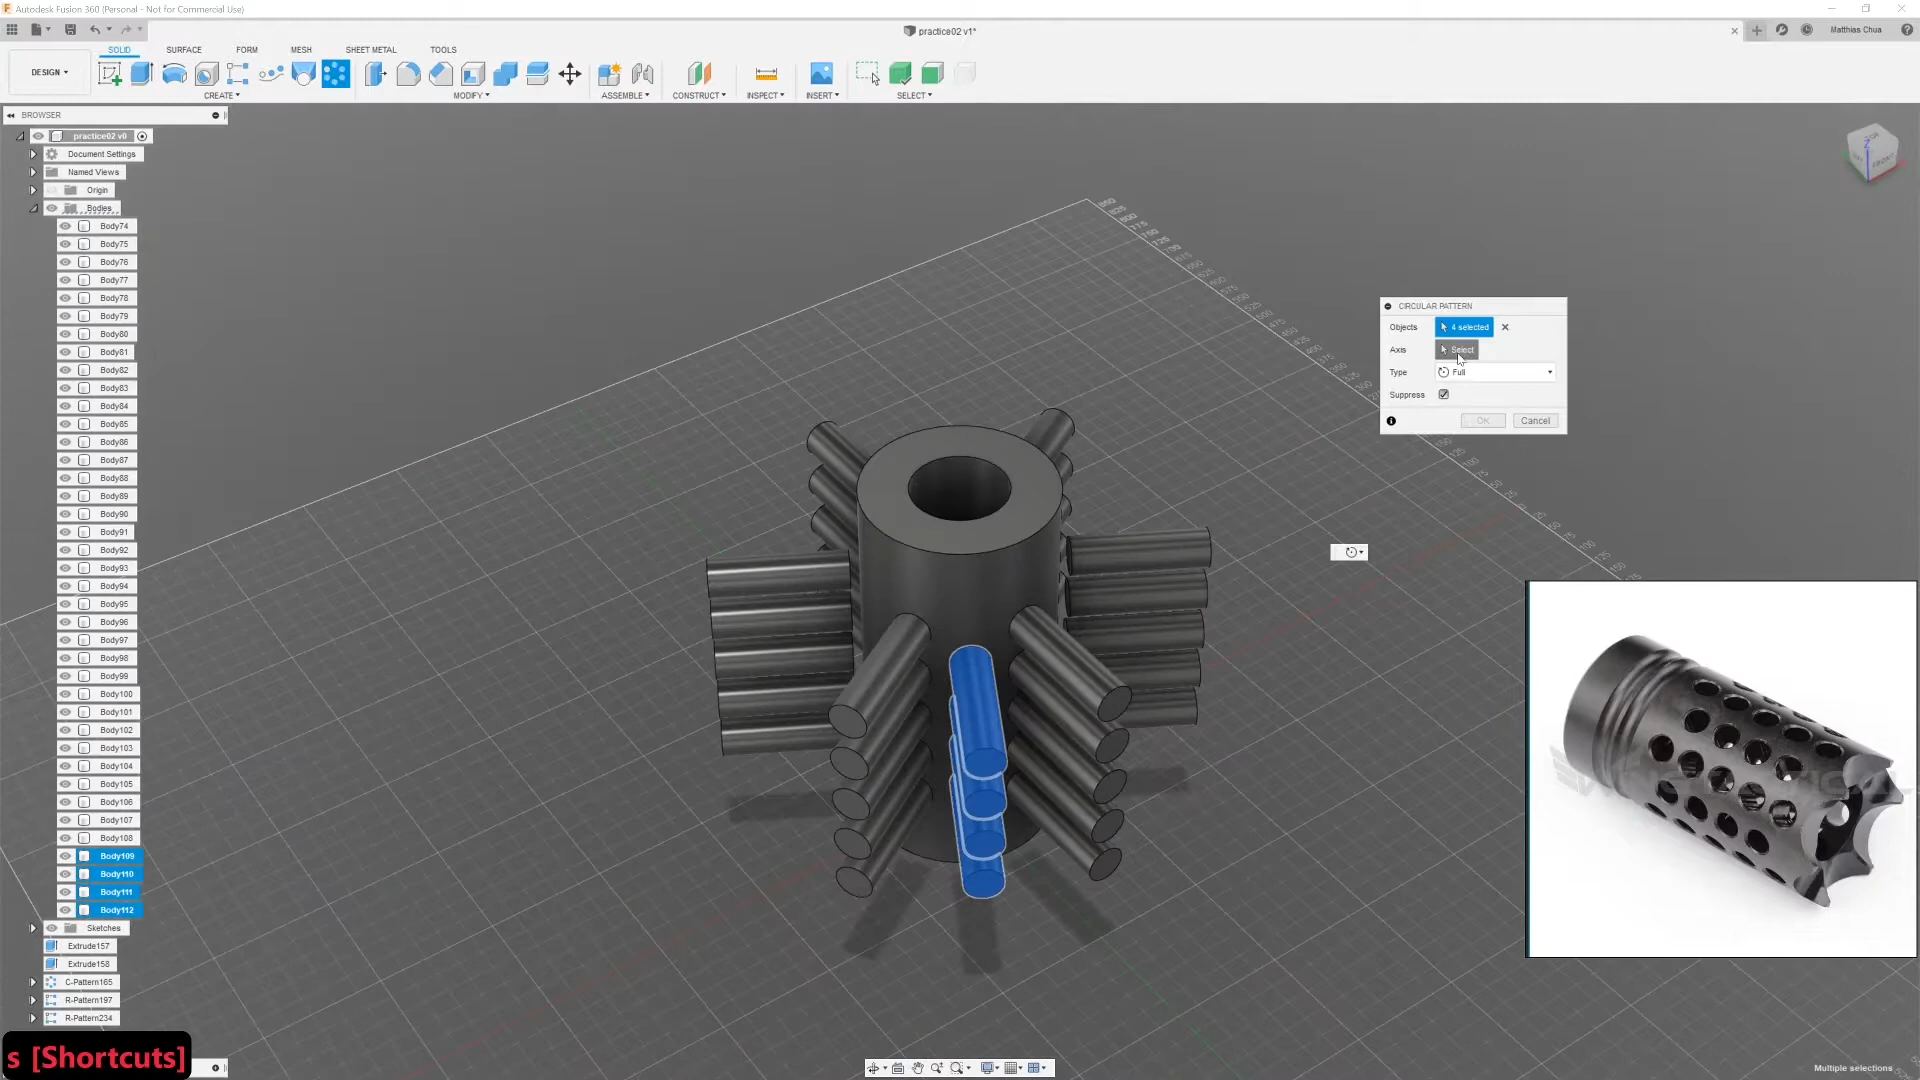 Autodesk Fusion 360 (Personal - Not for Commercial Use)
practice02 v1*
Matthias Chua
DESIGN
SOLID SURFACE FORM MESH SHEET METAL TOOLS
CREATE MODIFY ASSEMBLE CONSTRUCT INSPECT INSERT SELECT
BROWSER
practice02 v0
Document Settings
Named Views
Origin
Bodies
Body74
Body75
Body76
Body77
Body78
Body79
Body80
Body81
Body82
Body83
Body84
Body85
Body86
Body87
Body88
Body89
Body90
Body91
Body92
Body93
Body94
Body95
Body96
Body97
Body98
Body99
Body100
Body101
Body102
Body103
Body104
Body105
Body106
Body107
Body108
Body109
Body110
Body111
Body112
Sketches
Extrude157
Extrude158
C-Pattern165
R-Pattern197
R-Pattern234
s [Shortcuts]
CIRCULAR PATTERN
Objects 4 selected
Axis Select
Type Full
Suppress
OK Cancel
TOP
FRONT
Z
Multiple selections